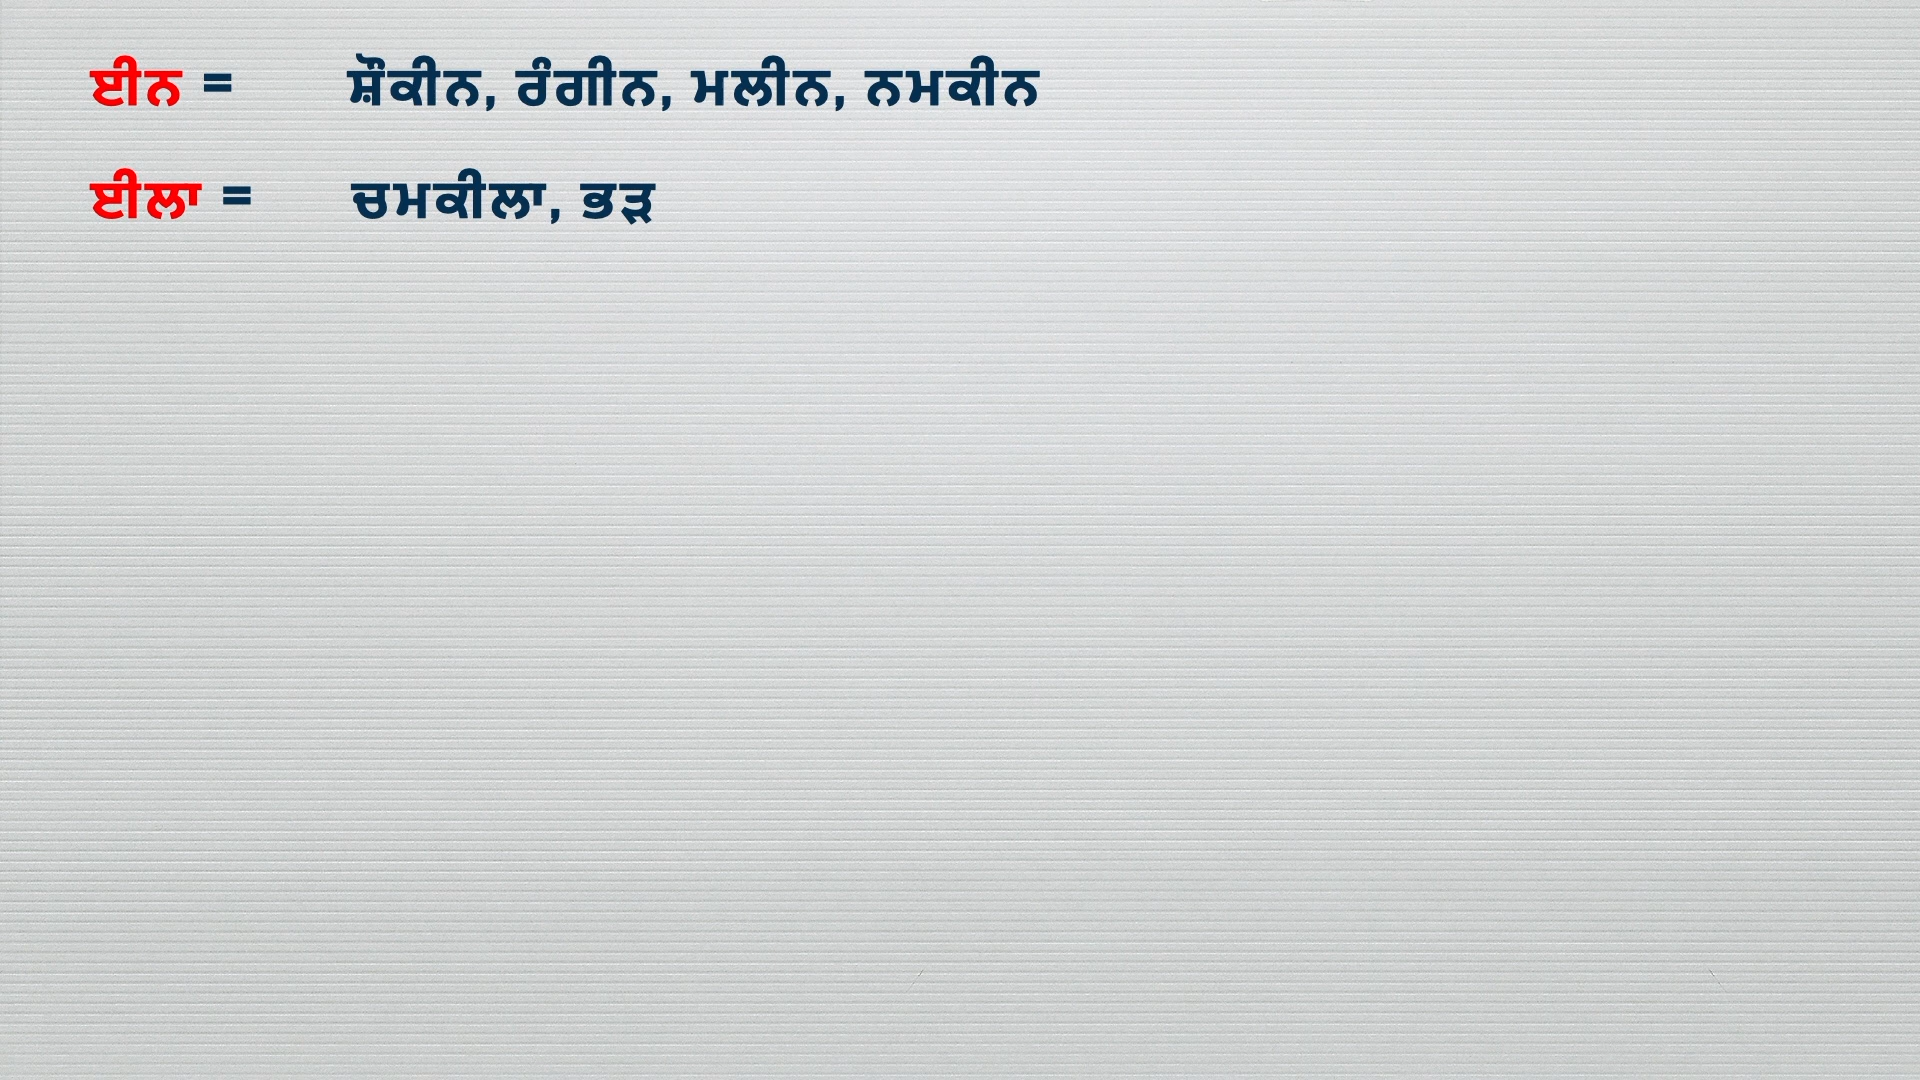 ਈਨ = ਸ਼ੌਕੀਨ, ਰੰਗੀਨ, ਮਲੀਨ, ਨਮਕੀਨ
ਈਲਾ = ਚਮਕੀਲਾ, ਭੜ